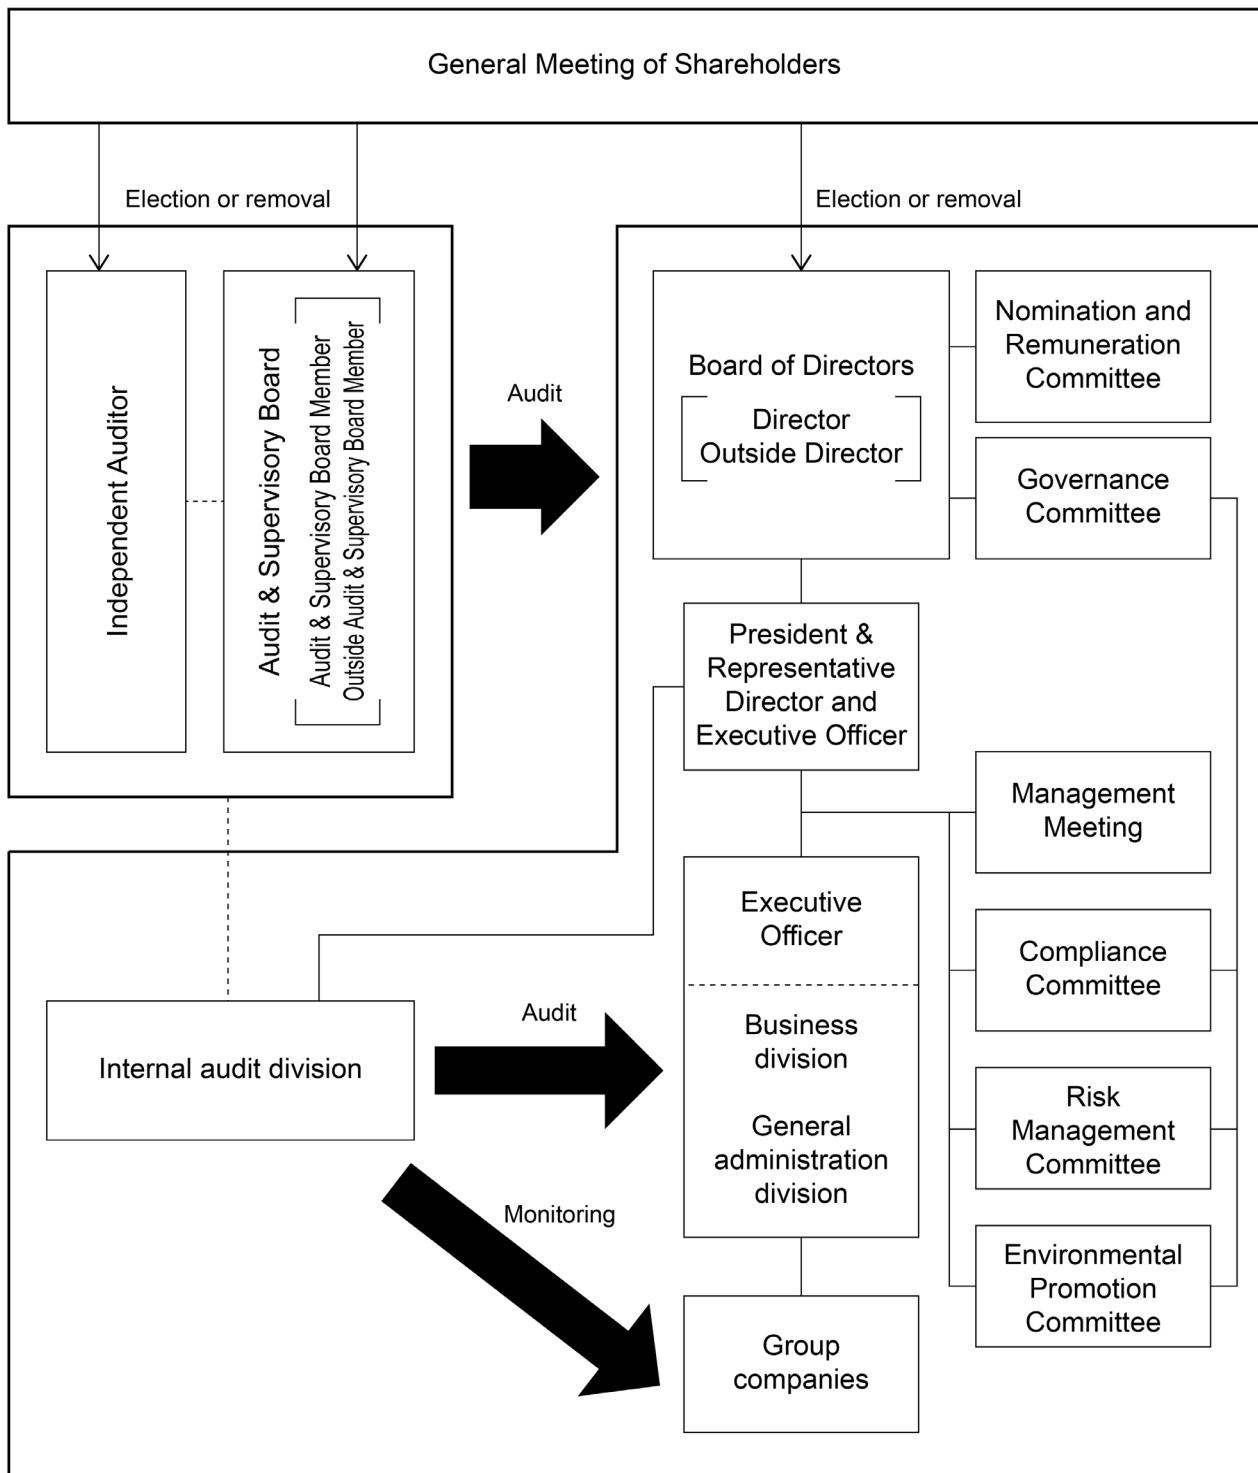 General Meeting of Shareholders
Election or removal
Election or removal
Independent Auditor
Audit & Supervisory Board
Audit & Supervisory Board Member
Outside Audit & Supervisory Board Member
Audit
Board of Directors
Director
Outside Director
Nomination and
Remuneration
Committee
Governance
Committee
President &
Representative
Director and
Executive Officer
Management
Meeting
Executive
Officer
Compliance
Committee
Internal audit division
Audit
Business
division
General
administration
division
Risk
Management
Committee
Monitoring
Environmental
Promotion
Committee
Group
companies